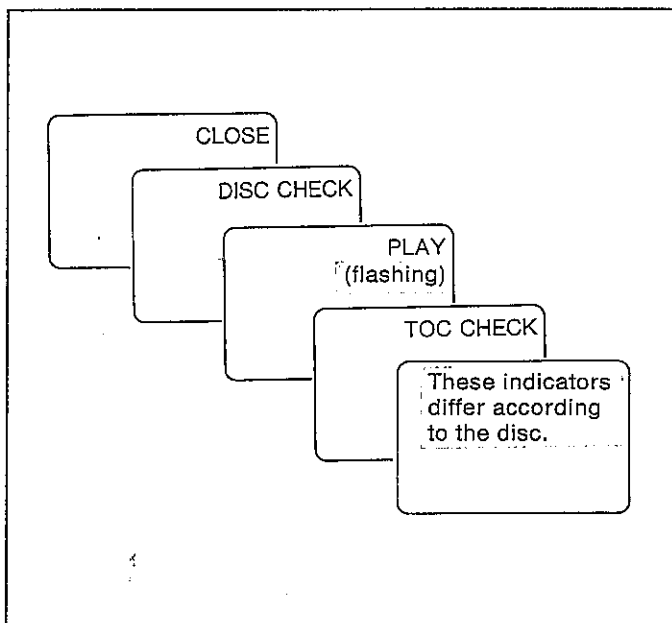 CLOSE
DISC CHECK
PLAY
(flashing)
TOC CHECK
These indicators
differ according
to the disc.